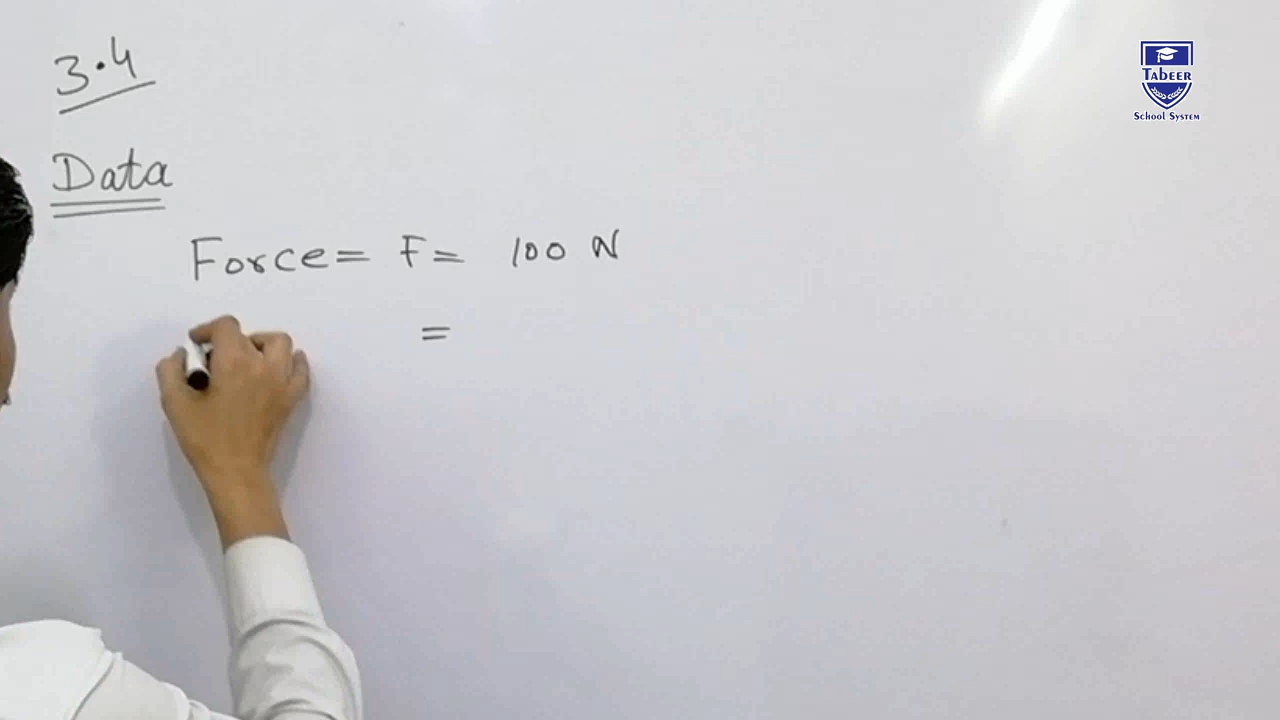 3.4
Data
Force = F = 100 N
=
TABEER
SCHOOL SYSTEM